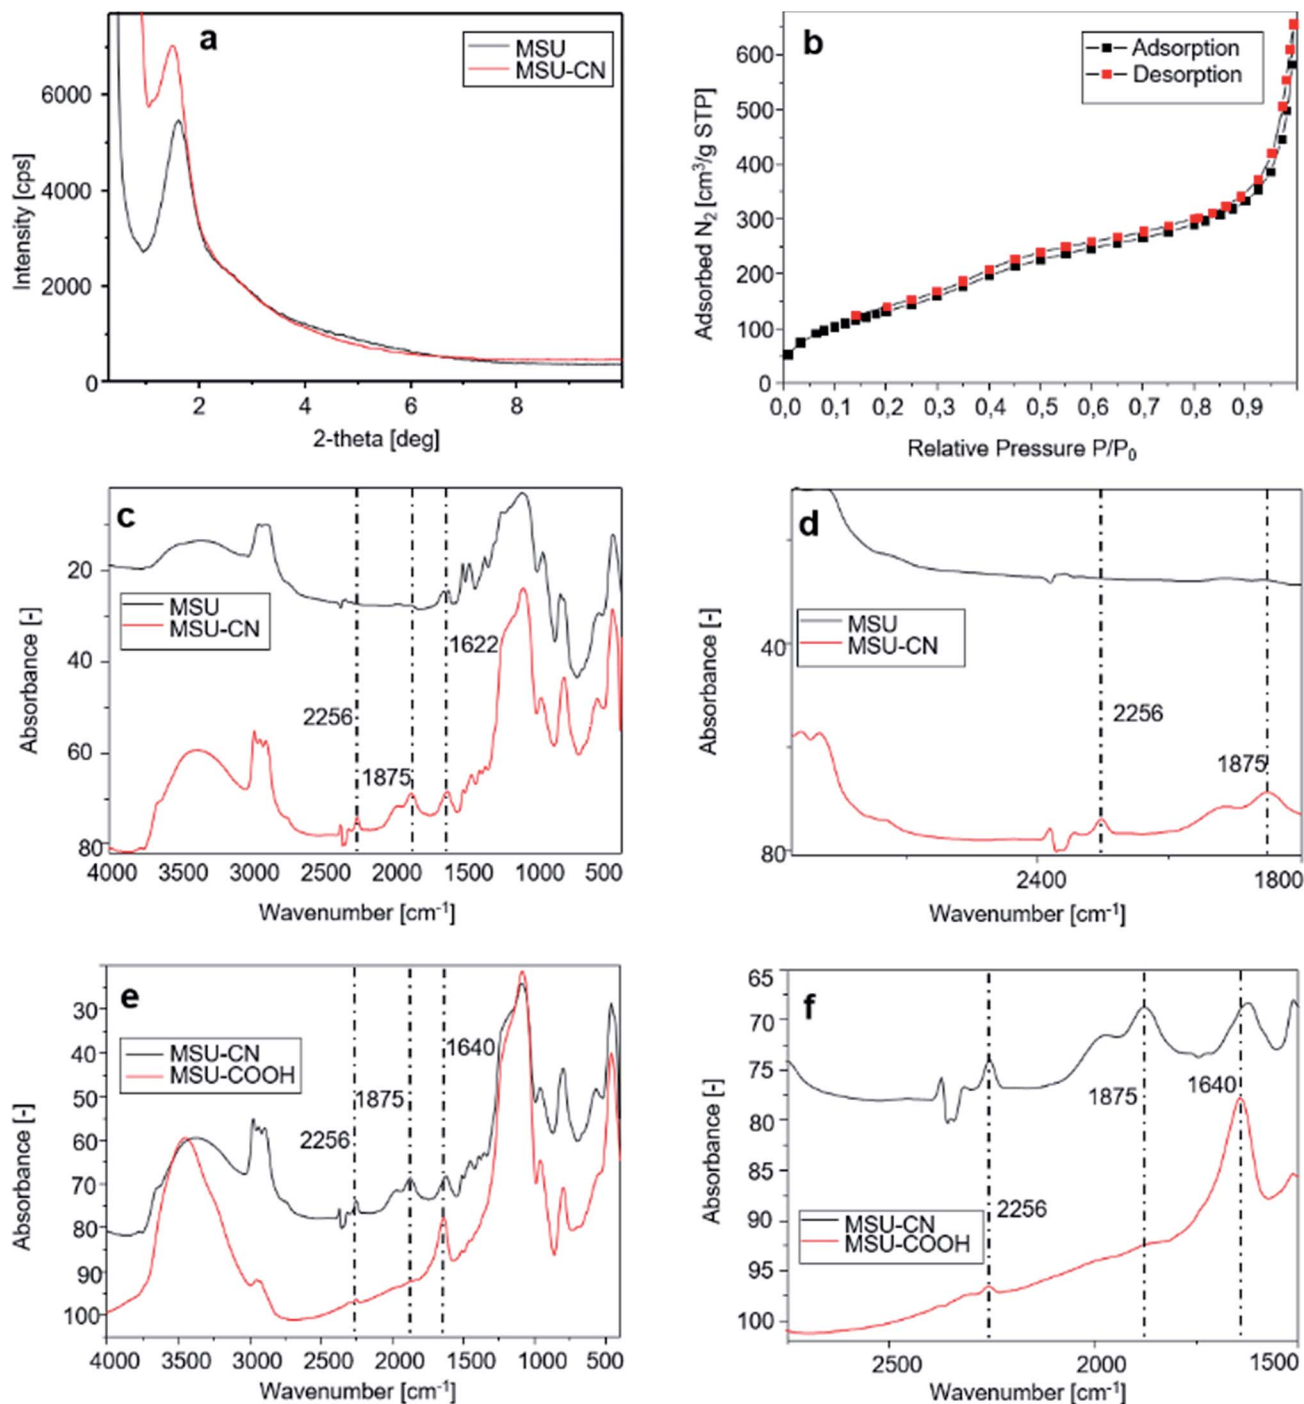 a
MSU
MSU-CN
6000
4000
2000
0
2 4 6 8
Intensity [cps]
2-theta [deg]
b
Adsorption
Desorption
600
500
400
300
200
100
0
0,0 0,1 0,2 0,3 0,4 0,5 0,6 0,7 0,8 0,9
Adsorbed N₂ [cm³/g STP]
Relative Pressure P/P₀
c
20
MSU
MSU-CN
40
1622
2256
60
1875
80
4000 3500 3000 2500 2000 1500 1000 500
Absorbance [-]
Wavenumber [cm⁻¹]
d
MSU
MSU-CN
40
2256
1875
80
2400 1800
Absorbance [-]
Wavenumber [cm⁻¹]
e
30
MSU-CN
MSU-COOH
1640
40
50
1875
60
2256
70
80
90
100
4000 3500 3000 2500 2000 1500 1000 500
Absorbance [-]
Wavenumber [cm⁻¹]
f
65
70
75
80
1875
1640
85
90
2256
MSU-CN
MSU-COOH
95
100
2500 2000 1500
Absorbance [-]
Wavenumber [cm⁻¹]